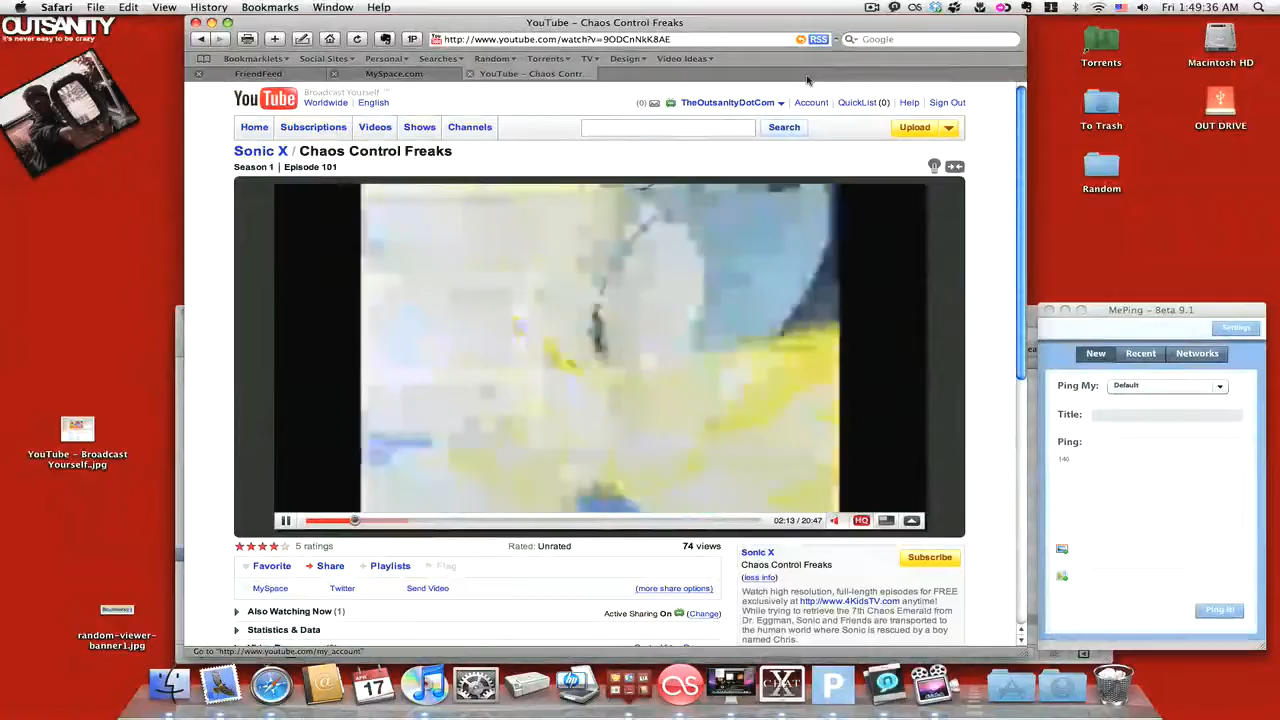 Safari File Edit View History Bookmarks Window Help
Fri 1:49:36 AM
OUTSANITY
it's never easy to be crazy
YouTube - Chaos Control Freaks
http://www.youtube.com/watch?v=9ODCnNkK8AE
RSS
Google
Bookmarklets Social Sites Personal Searches Random Torrents TV Design Video Ideas
FriendFeed
MySpace.com
YouTube - Chaos Contr...
YouTube
Broadcast Yourself
Worldwide English
(0) TheOutsanityDotCom Account QuickList (0) Help Sign Out
Home Subscriptions Videos Shows Channels
Search
Upload
Sonic X / Chaos Control Freaks
Season 1 Episode 101
02:13 / 20:47
HQ
5 ratings
Rated: Unrated
74 views
Favorite Share Playlists Flag
MySpace Twitter Send Video (more share options)
Also Watching Now (1)
Active Sharing On (Change)
Statistics & Data
Sonic X
Chaos Control Freaks
(less info)
Subscribe
Watch high resolution, full-length episodes for FREE
exclusively at http://www.4KidsTV.com anytime!
While trying to retrieve the 7th Chaos Emerald from
Dr. Eggman, Sonic and Friends are transported to
the human world where Sonic is rescued by a boy
named Chris.
Go to "http://www.youtube.com/my_account"
Torrents
Macintosh HD
To Trash
OUT DRIVE
Random
YouTube - Broadcast
Yourself.jpg
random-viewer-
banner1.jpg
MePing - Beta 9.1
Settings
New Recent Networks
Ping My: Default
Title:
Ping:
140
Ping It!
APR
17
hp
X
CHAT
P